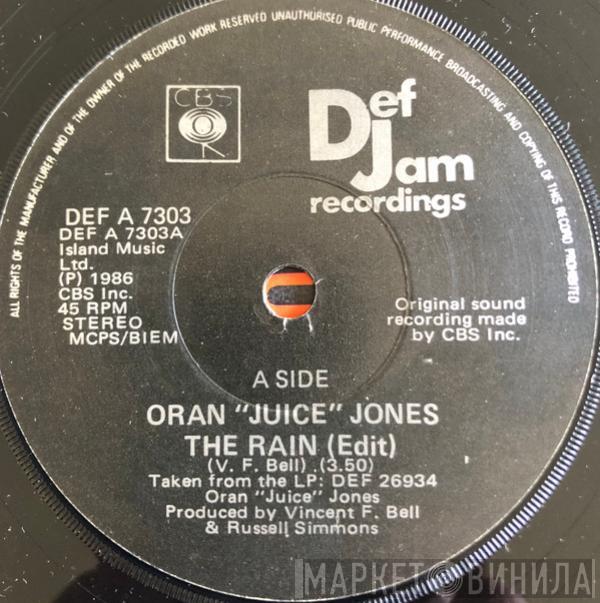 ALL RIGHTS OF THE MANUFACTURER AND OF THE OWNER OF THE RECORDED WORK RESERVED UNAUTHORISED PUBLIC PERFORMANCE BROADCASTING AND COPYING OF THIS RECORD PROHIBITED
CBS
R
Def
Jam
recordings
DEF A 7303
DEF A 7303A
Island Music
Ltd.
(P) 1986
CBS Inc.
45 RPM
STEREO
MCPS/BIEM
Original sound
recording made
by CBS Inc.
A SIDE
ORAN "JUICE" JONES
THE RAIN (Edit)
(V. F. Bell) (3.50)
Taken from the LP: DEF 26934
Oran "Juice" Jones
Produced by Vincent F. Bell
& Russell Simmons
МАРКЕТ ВИНИЛА